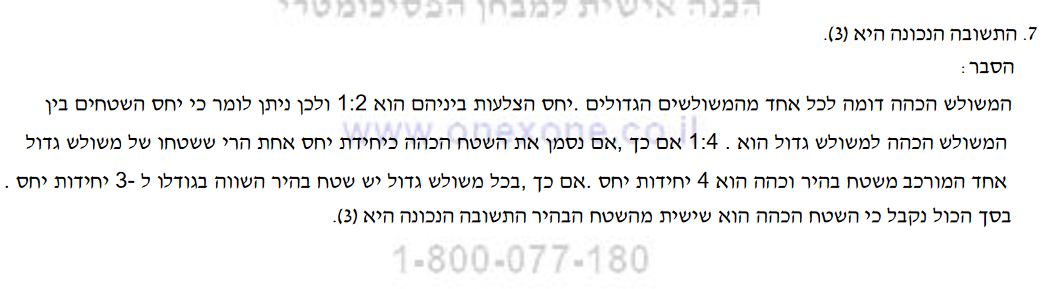 הכנה אישית למבחן הפסיכומטרי
7. התשובה הנכונה היא (3).
הסבר :
המשולש הכהה דומה לכל אחד מהמשולשים הגדולים .יחס הצלעות ביניהם הוא 1:2 ולכן ניתן לומר כי יחס השטחים בין
www.onexone.co.il
המשולש הכהה למשולש גדול הוא . 1:4 אם כך ,אם נסמן את השטח הכהה כיחידת יחס אחת הרי ששטחו של משולש גדול
אחד המורכב משטח בהיר וכהה הוא 4 יחידות יחס .אם כך ,בכל משולש גדול יש שטח בהיר השווה בגודלו ל -3 יחידות יחס .
בסך הכול נקבל כי השטח הכהה הוא שישית מהשטח הבהיר התשובה הנכונה היא (3).
1-800-077-180